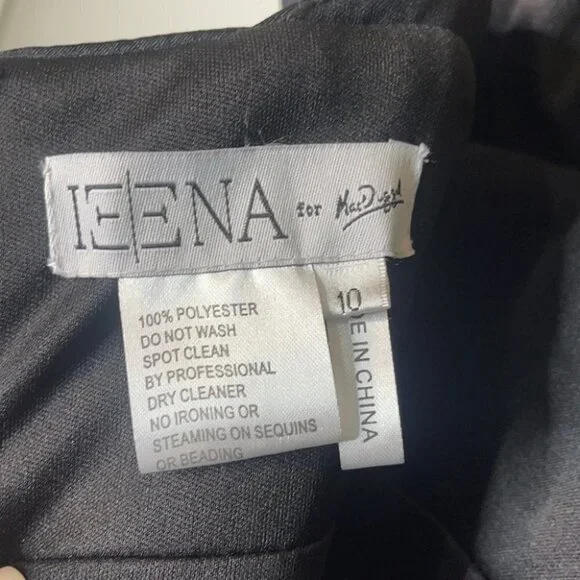 IEENA for Mac Duggal
10
100% POLYESTER
DO NOT WASH
SPOT CLEAN
BY PROFESSIONAL
DRY CLEANER
NO IRONING OR
STEAMING ON SEQUINS
OR BEADING
DE IN CHINA